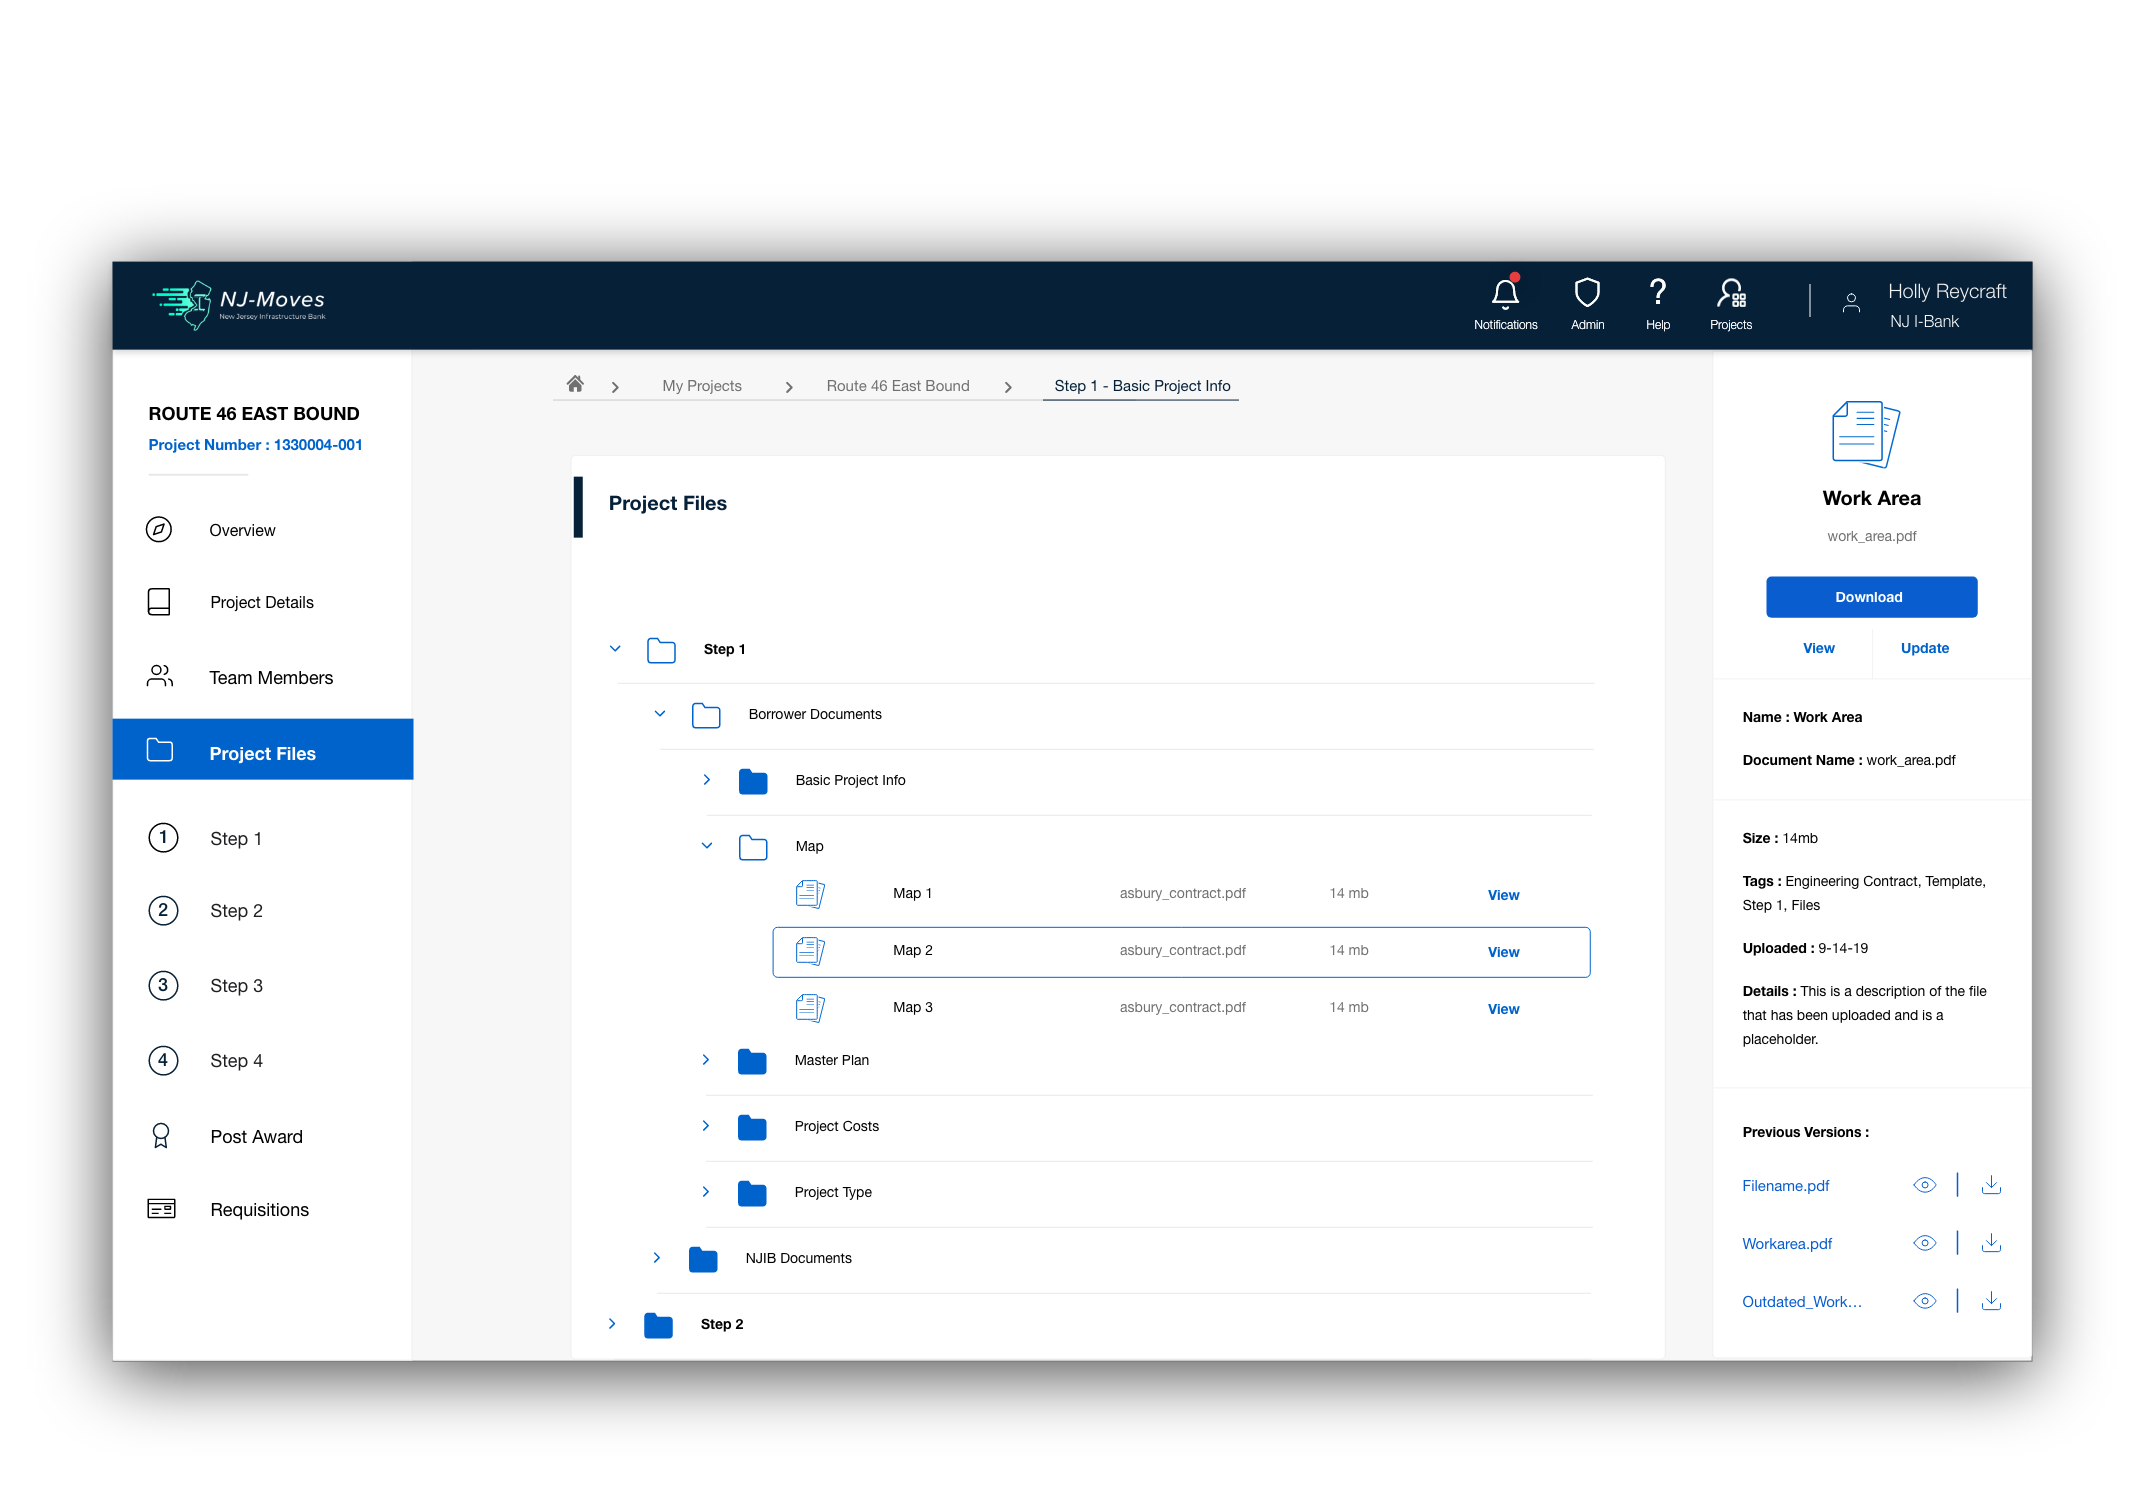 NJ-Moves
New Jersey Infrastructure Bank
Notifications
Admin
Help
Projects
Holly Reycraft
NJ I-Bank
ROUTE 46 EAST BOUND
Project Number : 1330004-001
Overview
Project Details
Team Members
Project Files
1 Step 1
2 Step 2
3 Step 3
4 Step 4
Post Award
Requisitions
My Projects
Route 46 East Bound
Step 1 - Basic Project Info
Project Files
Step 1
Borrower Documents
Basic Project Info
Map
Map 1 asbury_contract.pdf 14 mb View
Map 2 asbury_contract.pdf 14 mb View
Map 3 asbury_contract.pdf 14 mb View
Master Plan
Project Costs
Project Type
NJIB Documents
Step 2
Work Area
work_area.pdf
Download
View
Update
Name : Work Area
Document Name : work_area.pdf
Size : 14mb
Tags : Engineering Contract, Template,
Step 1, Files
Uploaded : 9-14-19
Details : This is a description of the file
that has been uploaded and is a
placeholder.
Previous Versions :
Filename.pdf
Workarea.pdf
Outdated_Work...